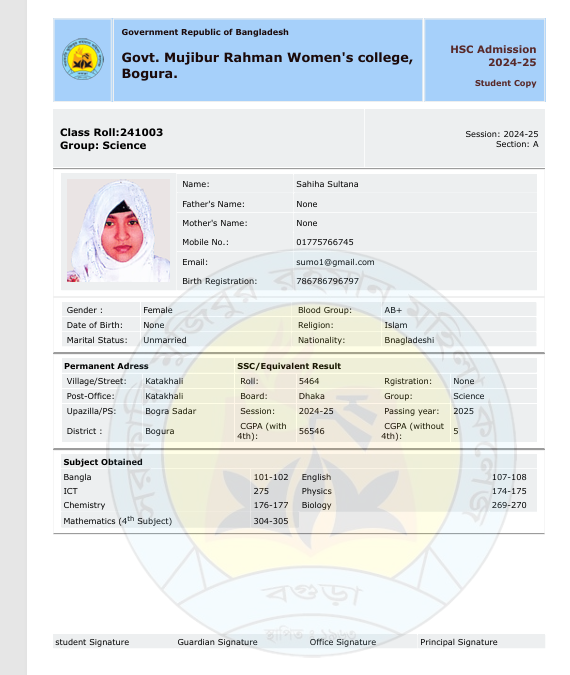 Government Republic of Bangladesh
Govt. Mujibur Rahman Women's college,
Bogura.
HSC Admission
2024-25
Student Copy
Class Roll:241003
Group: Science
Session: 2024-25
Section: A
Name: Sahiha Sultana
Father's Name: None
Mother's Name: None
Mobile No.: 01775766745
Email: sumo1@gmail.com
Birth Registration: 786786796797
Gender : Female Blood Group: AB+
Date of Birth: None Religion: Islam
Marital Status: Unmarried Nationality: Bnagladeshi
Permanent Adress SSC/Equivalent Result
Village/Street: Katakhali Roll: 5464 Rgistration: None
Post-Office: Katakhali Board: Dhaka Group: Science
Upazilla/PS: Bogra Sadar Session: 2024-25 Passing year: 2025
District : Bogura CGPA (with 4th): 56546 CGPA (without 4th): 5
Subject Obtained
Bangla 101-102 English 107-108
ICT 275 Physics 174-175
Chemistry 176-177 Biology 269-270
Mathematics (4th Subject) 304-305
বগুড়া
student Signature Guardian Signature Office Signature Principal Signature